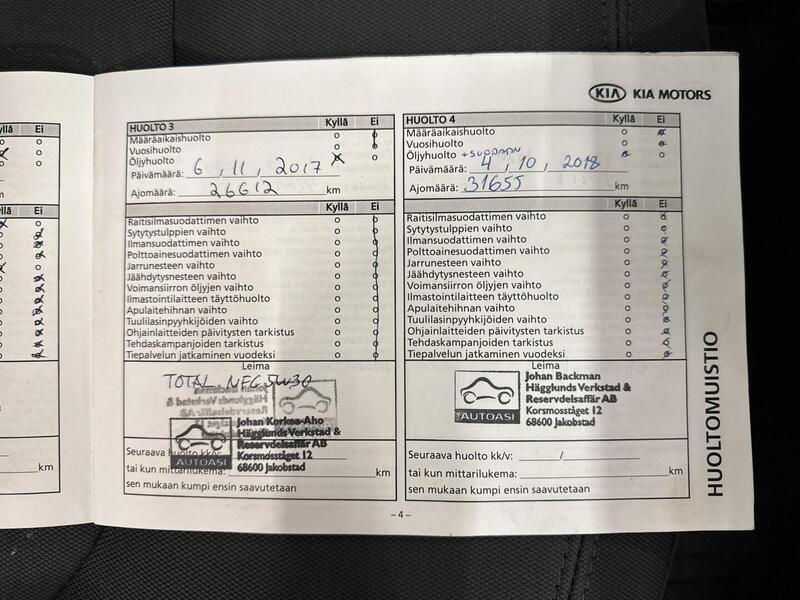 KIA KIA MOTORS
Kyllä Ei
Ei
HUOLTO 3 Kyllä Ei
Määräaikaishuolto
Vuosihuolto
Öljyhuolto
Päivämäärä: 6, 11, 2017
Ajomäärä: 26612 km
Raitisilmasuodattimen vaihto
Sytytystulppien vaihto
Ilmansuodattimen vaihto
Polttoainesuodattimen vaihto
Jarrunesteen vaihto
Jäähdytysnesteen vaihto
Voimansiirron öljyjen vaihto
Ilmastointilaitteen täyttöhuolto
Apulaitehihnan vaihto
Tuulilasinpyyhkijöiden vaihto
Ohjainlaitteiden päivitysten tarkistus
Tehdaskampanjoiden tarkistus
Tiepalvelun jatkaminen vuodeksi
Leima
TOTAL NFC 5W30
Johan Korkea-Aho
Hägglunds Verkstad &
Reservdelsaffär AB
Korsmosstäget 12
68600 Jakobstad
AUTOASI
Seuraava huolto kk/v:
tai kun mittarilukema: km
sen mukaan kumpi ensin saavutetaan
HUOLTO 4 Kyllä Ei
Määräaikaishuolto
Vuosihuolto
Öljyhuolto
Päivämäärä: 4, 10, 2018
Ajomäärä: 31655 km
Raitisilmasuodattimen vaihto
Sytytystulppien vaihto
Ilmansuodattimen vaihto
Polttoainesuodattimen vaihto
Jarrunesteen vaihto
Jäähdytysnesteen vaihto
Voimansiirron öljyjen vaihto
Ilmastointilaitteen täyttöhuolto
Apulaitehihnan vaihto
Tuulilasinpyyhkijöiden vaihto
Ohjainlaitteiden päivitysten tarkistus
Tehdaskampanjoiden tarkistus
Tiepalvelun jatkaminen vuodeksi
Leima
Johan Backman
Hägglunds Verkstad &
Reservdelsaffär AB
Korsmosstäget 12
68600 Jakobstad
AUTOASI
Seuraava huolto kk/v: /
tai kun mittarilukema: km
sen mukaan kumpi ensin saavutetaan
HUOLTOMUISTIO
km
– 4 –